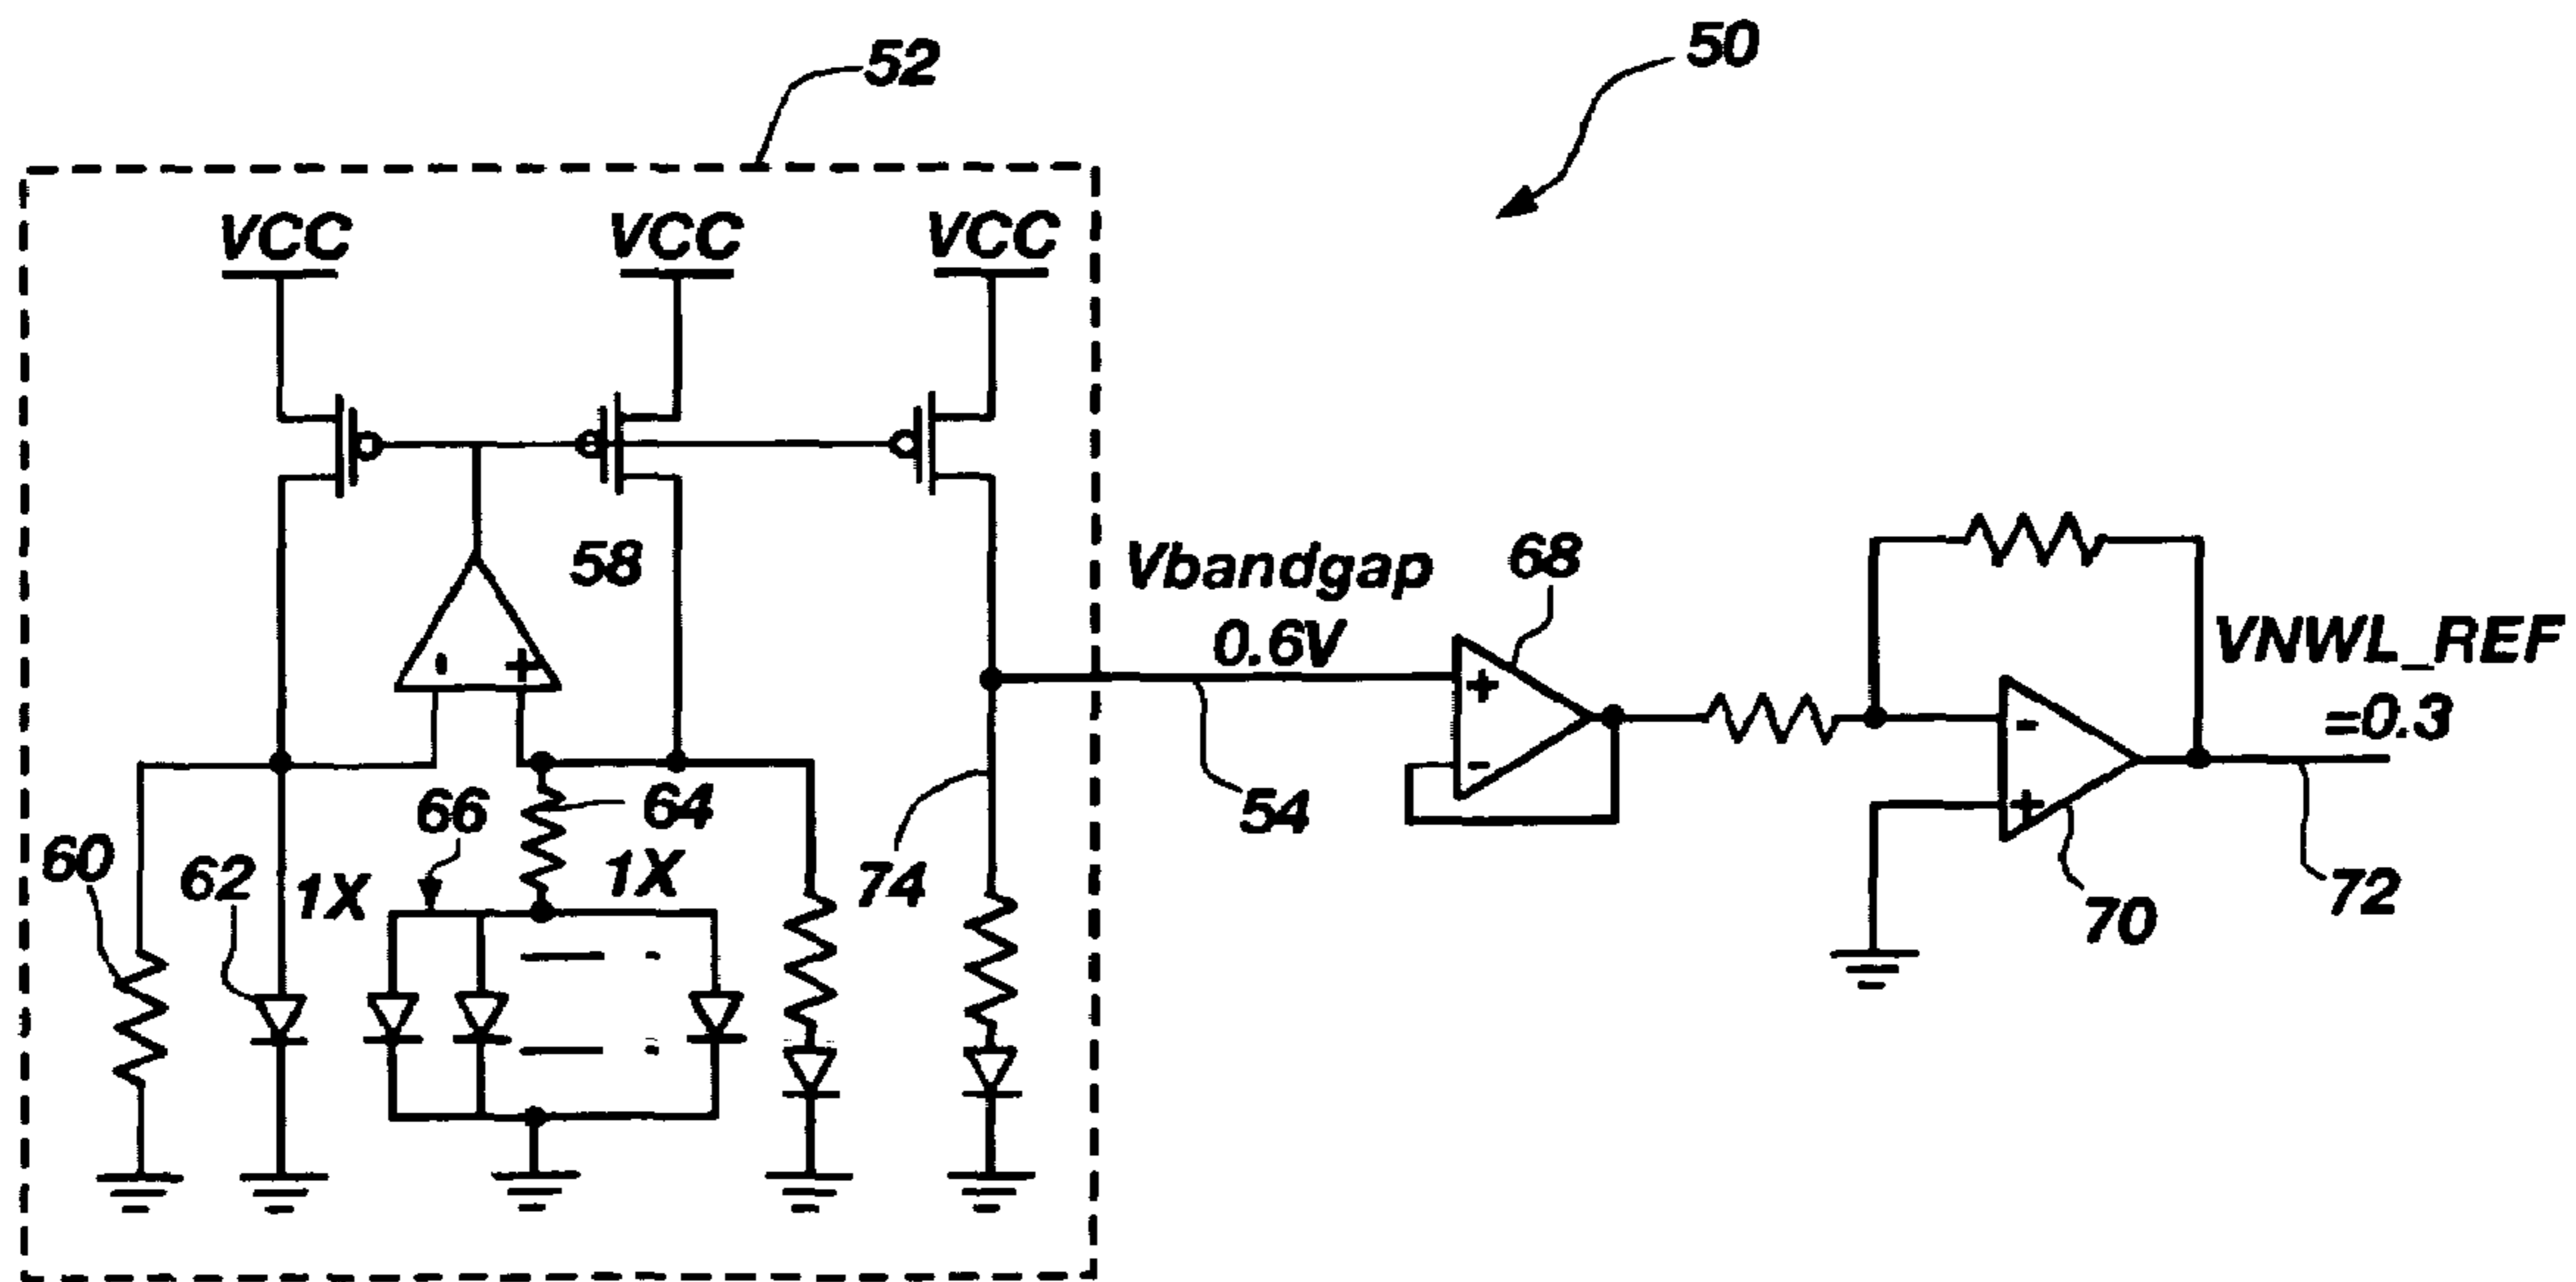 52
50
VCC
VCC
VCC
58
-
+
Vbandgap
0.6V
68
VNWL_REF
=0.3
+
-
-
+
60
62
1X
66
64
1X
74
54
70
72